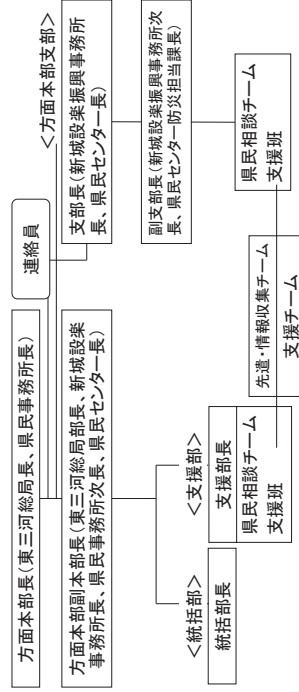 方面本部長(東三河総局長、県民事務所長)
連絡員
方面本部副本部長(東三河総局部長、新城設楽
事務所長、県民事務所次長、県民センター長)
<方面本部支部>
支部長(新城設楽振興事務所
長、県民センター長)
副支部長(新城設楽振興事務所次
長、県民センター防災担当課長)
<統括部>
統括部長
<支援部>
支援部長
県民相談チーム
支援班
先遣・情報収集チーム
支援チーム
県民相談チーム
支援班